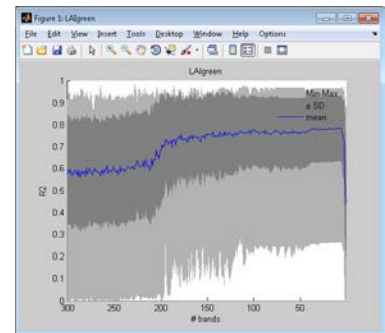 Figure 1: LAIgreen
File Edit View Insert Tools Desktop Window Help Options
LAIgreen
Min-Max
± SD
mean
1
0.9
0.8
0.7
0.6
0.5
0.4
0.3
0.2
0.1
0
R2
300 250 200 150 100 50
# bands